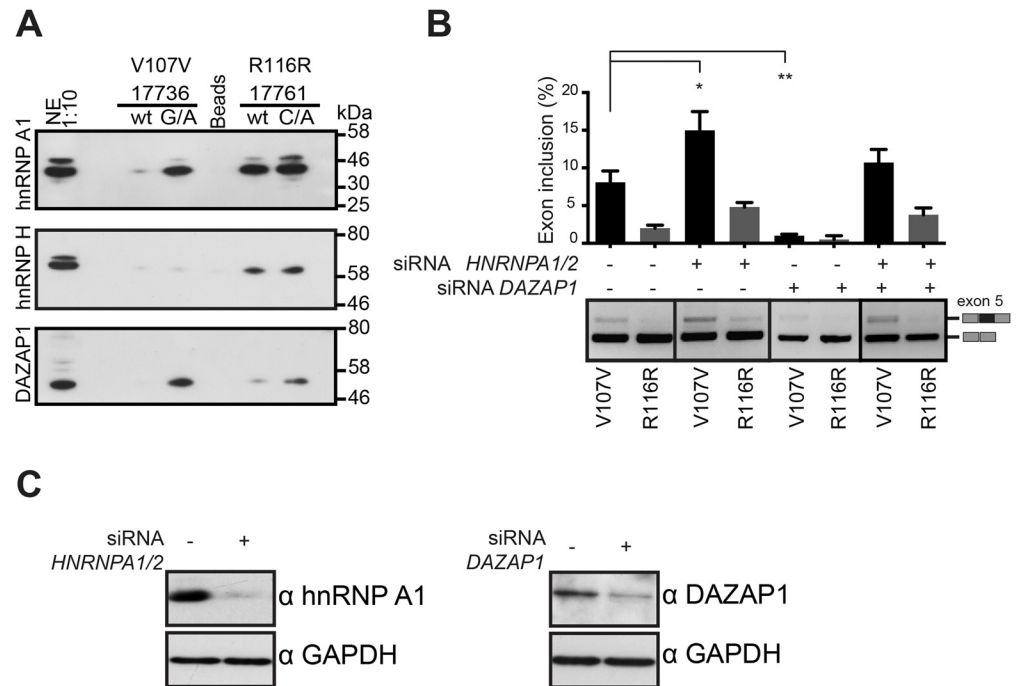 A
V107V R116R
17736 17761
NE 1:10
wt G/A
Beads
wt C/A
kDa
hnRNP A1
58
46
30
25
hnRNP H
80
58
46
DAZAP1
80
58
46
B
* **
Exon inclusion (%)
20
15
10
5
0
siRNA HNRNPA1/2 - - + + - - + +
siRNA DAZAP1 - - - - + + + +
exon 5
V107V R116R V107V R116R V107V R116R V107V R116R
C
siRNA HNRNPA1/2 - +
α hnRNP A1
α GAPDH
siRNA DAZAP1 - +
α DAZAP1
α GAPDH